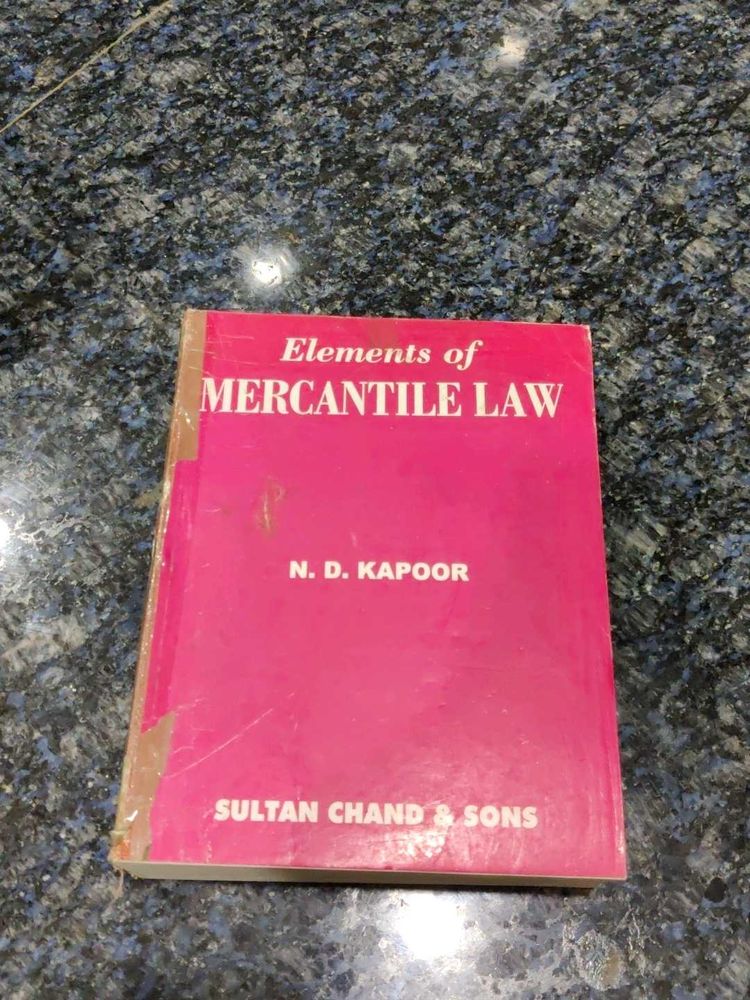 Elements of
MERCANTILE LAW
N. D. KAPOOR
SULTAN CHAND & SONS